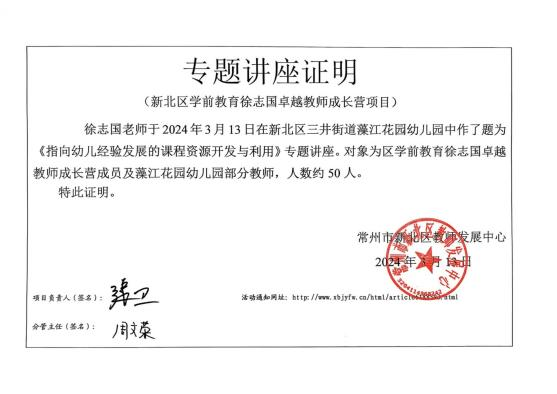 专题讲座证明
（新北区学前教育徐志国卓越教师成长营项目）
徐志国老师于 2024 年 3 月 13 日在新北区三井街道藻江花园幼儿园中作了题为
《指向幼儿经验发展的课程资源开发与利用》专题讲座。对象为区学前教育徐志国卓越
教师成长营成员及藻江花园幼儿园部分教师，人数约 50 人。
特此证明。
常州市新北区教师发展中心
2024 年 3 月 13 日
项目负责人（签名）：
活动通知网址：http://www.xbjyfw.cn/html/article
分管主任（签名）：周文荣